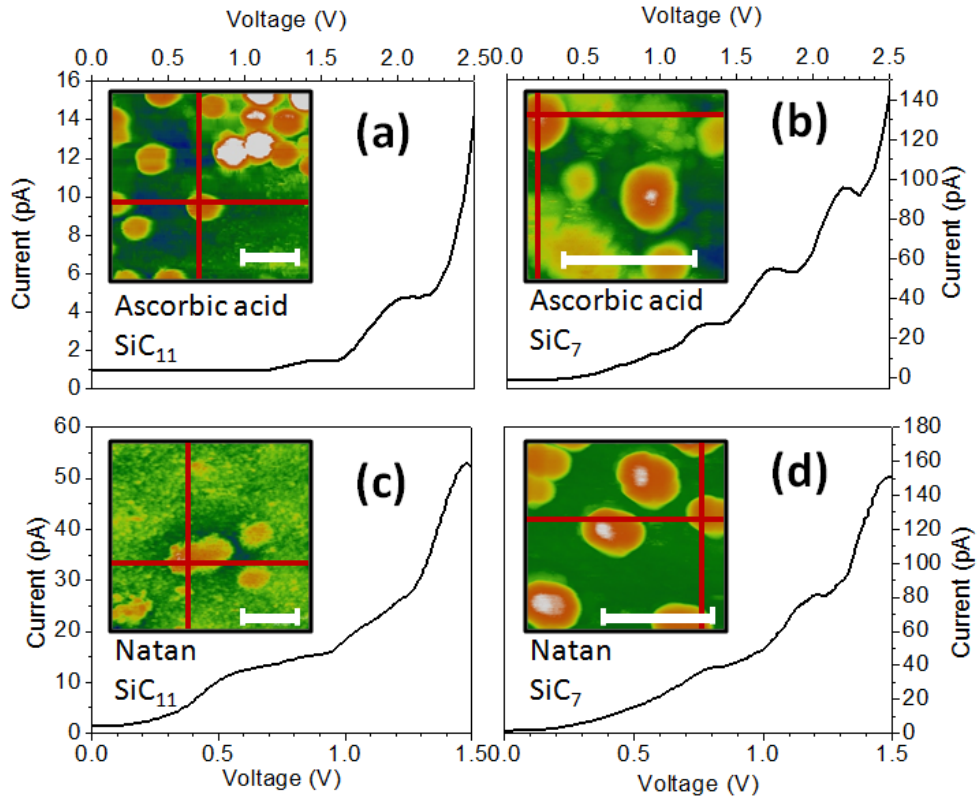 Voltage (V)
0.0 0.5 1.0 1.5 2.0 2.5
Voltage (V)
0.0 0.5 1.0 1.5 2.0 2.5
16
14
12
10
8
6
4
2
0
Current (pA)
(a)
Ascorbic acid
SiC₁₁
140
120
100
80
60
40
20
0
Current (pA)
(b)
Ascorbic acid
SiC₇
60
50
40
30
20
10
0
Current (pA)
(c)
Natan
SiC₁₁
180
160
140
120
100
80
60
40
20
0
Current (pA)
(d)
Natan
SiC₇
0.0 0.5 1.0 1.50
Voltage (V)
0.0 0.5 1.0 1.5
Voltage (V)